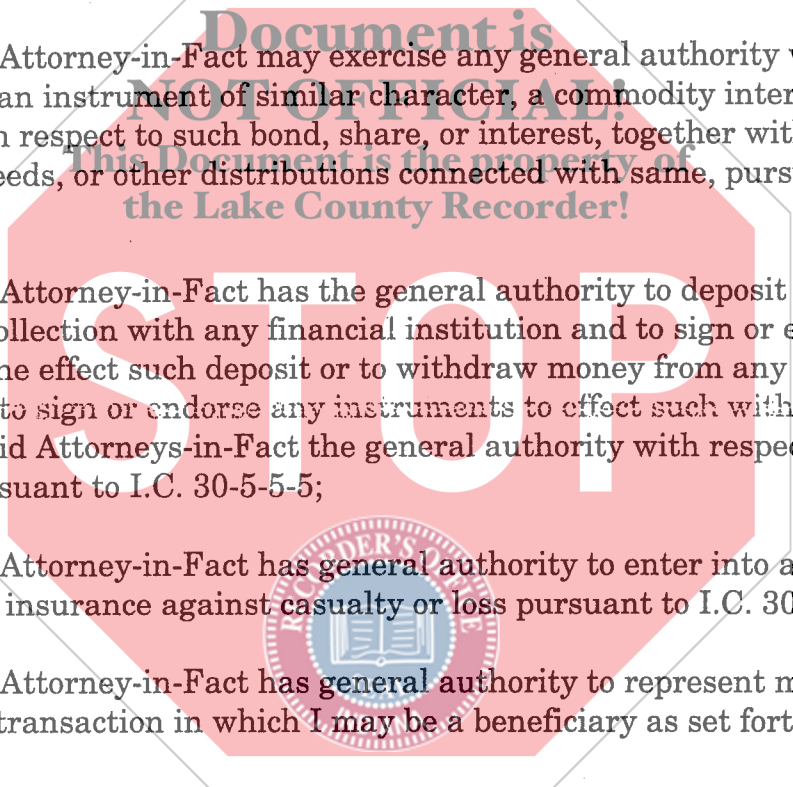 Document is
Attorney-in-Fact may exercise any general authority
NOT OFFICIAL!
an instrument of similar character, a commodity inter
n respect to such bond, share, or interest, together with
This Document is the property of
eeds, or other distributions connected with same, purs
the Lake County Recorder!
Attorney-in-Fact has the general authority to deposit
ollection with any financial institution and to sign or e
he effect such deposit or to withdraw money from any
to sign or endorse any instruments to effect such with
id Attorneys-in-Fact the general authority with respec
suant to I.C. 30-5-5-5;
STOP
Attorney-in-Fact has general authority to enter into a
insurance against casualty or loss pursuant to I.C. 30
RECORDER'S OFFICE
Attorney-in-Fact has general authority to represent m
transaction in which I may be a beneficiary as set fort